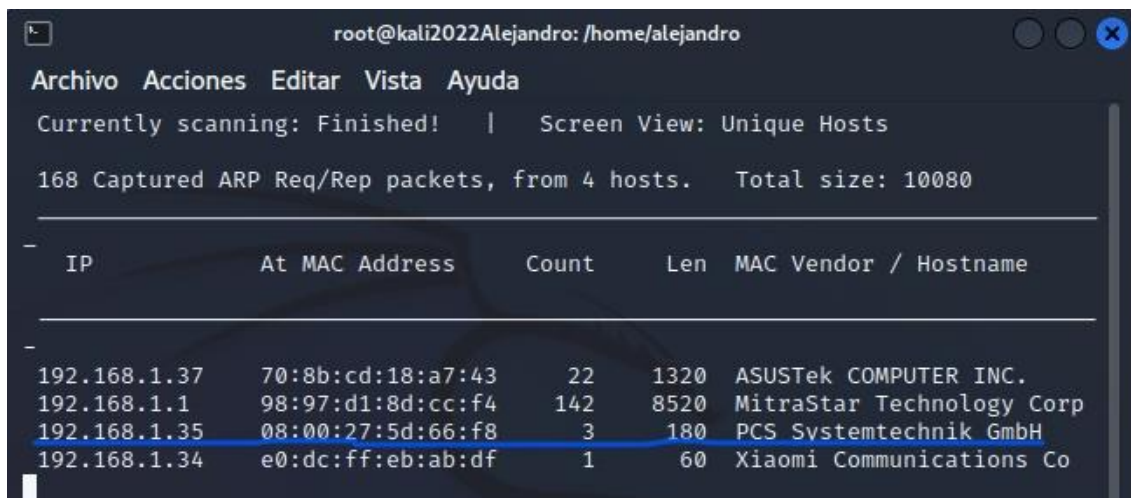 root@kali2022Alejandro: /home/alejandro
Archivo Acciones Editar Vista Ayuda
Currently scanning: Finished! | Screen View: Unique Hosts
168 Captured ARP Req/Rep packets, from 4 hosts. Total size: 10080
IP At MAC Address Count Len MAC Vendor / Hostname
192.168.1.37 70:8b:cd:18:a7:43 22 1320 ASUSTek COMPUTER INC.
192.168.1.1 98:97:d1:8d:cc:f4 142 8520 MitraStar Technology Corp
192.168.1.35 08:00:27:5d:66:f8 3 180 PCS Systemtechnik GmbH
192.168.1.34 e0:dc:ff:eb:ab:df 1 60 Xiaomi Communications Co